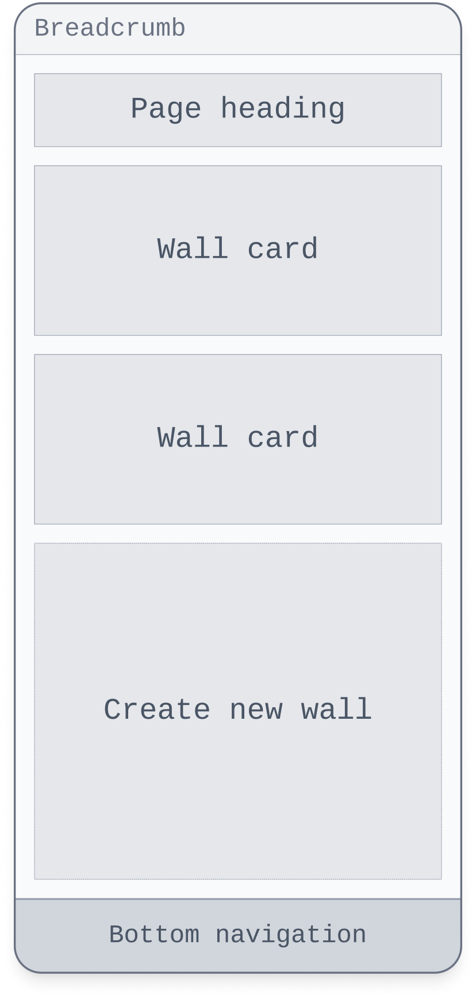 Breadcrumb
Page heading
Wall card
Wall card
Create new wall
Bottom navigation